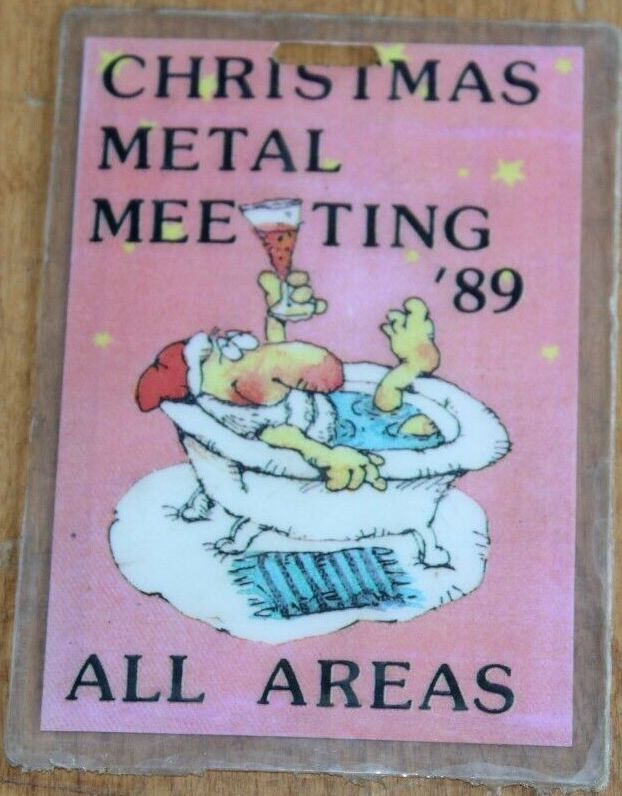 CHRISTMAS
METAL
MEETING
'89
ALL AREAS